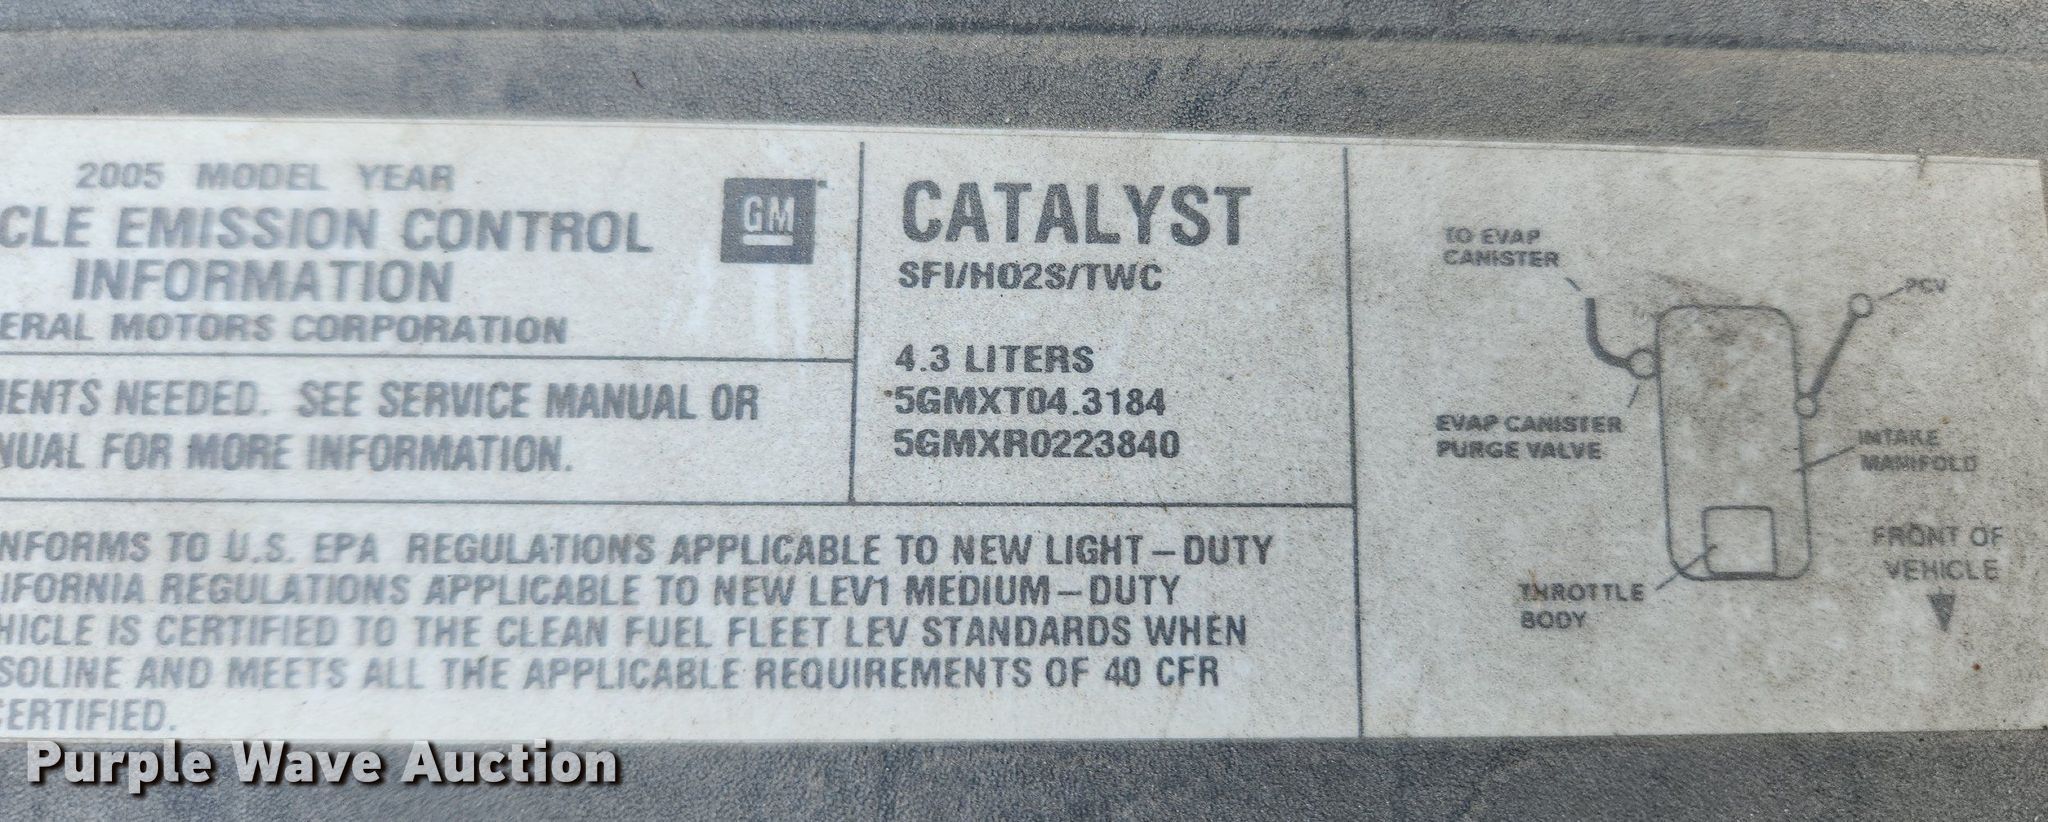 2005 MODEL YEAR
CLE EMISSION CONTROL
INFORMATION
ERAL MOTORS CORPORATION
GM
MENTS NEEDED. SEE SERVICE MANUAL OR
NUAL FOR MORE INFORMATION.
CATALYST
SFI/HO2S/TWC
4.3 LITERS
5GMXT04.3184
5GMXR0223840
NFORMS TO U.S. EPA REGULATIONS APPLICABLE TO NEW LIGHT-DUTY
IFORNIA REGULATIONS APPLICABLE TO NEW LEV1 MEDIUM-DUTY
HICLE IS CERTIFIED TO THE CLEAN FUEL FLEET LEV STANDARDS WHEN
SOLINE AND MEETS ALL THE APPLICABLE REQUIREMENTS OF 40 CFR
CERTIFIED.
TO EVAP
CANISTER
PCV
EVAP CANISTER
PURGE VALVE
INTAKE
MANIFOLD
FRONT OF
VEHICLE
THROTTLE
BODY
Purple Wave Auction